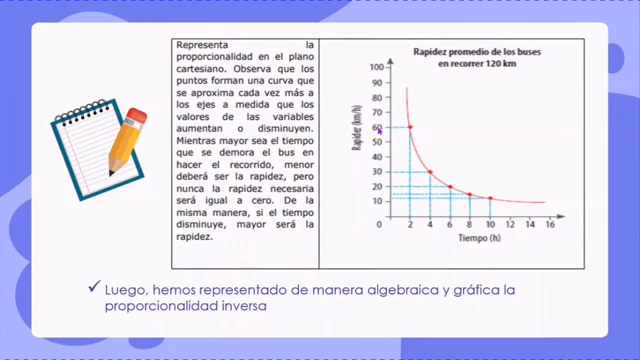 Representa la
proporcionalidad en el plano
cartesiano. Observa que los
puntos forman una curva que
se aproxima cada vez más a
los ejes a medida que los
valores de las variables
aumentan o disminuyen.
Mientras mayor sea el tiempo
que se demora el bus en
hacer el recorrido, menor
deberá ser la rapidez, pero
nunca la rapidez necesaria
será igual a cero. De la
misma manera, si el tiempo
disminuye, mayor será la
rapidez.
Rapidez promedio de los buses
en recorrer 120 km
Rapidez (km/h)
100
90
80
70
60
50
40
30
20
10
0 2 4 6 8 10 12 14 16
Tiempo (h)
✓ Luego, hemos representado de manera algebraica y gráfica la
proporcionalidad inversa